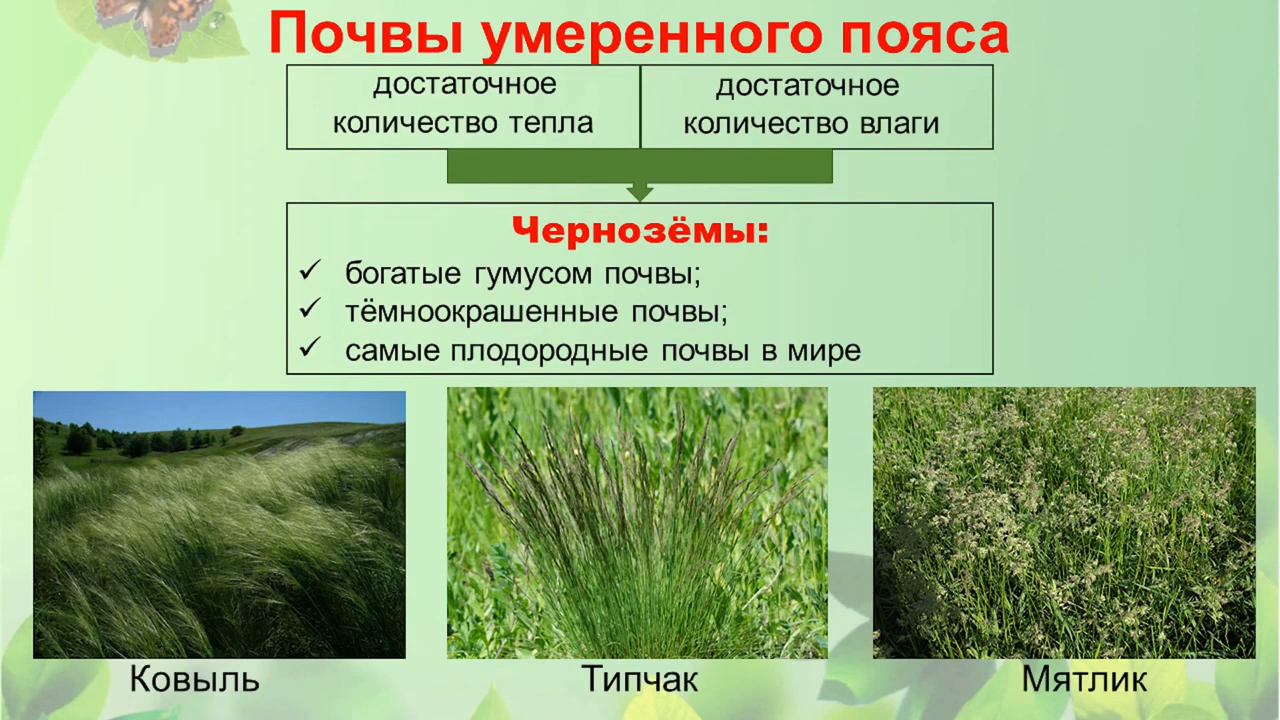 Почвы умеренного пояса
достаточное
количество тепла
достаточное
количество влаги
Чернозёмы:
✓ богатые гумусом почвы;
✓ тёмноокрашенные почвы;
✓ самые плодородные почвы в мире
Ковыль
Типчак
Мятлик